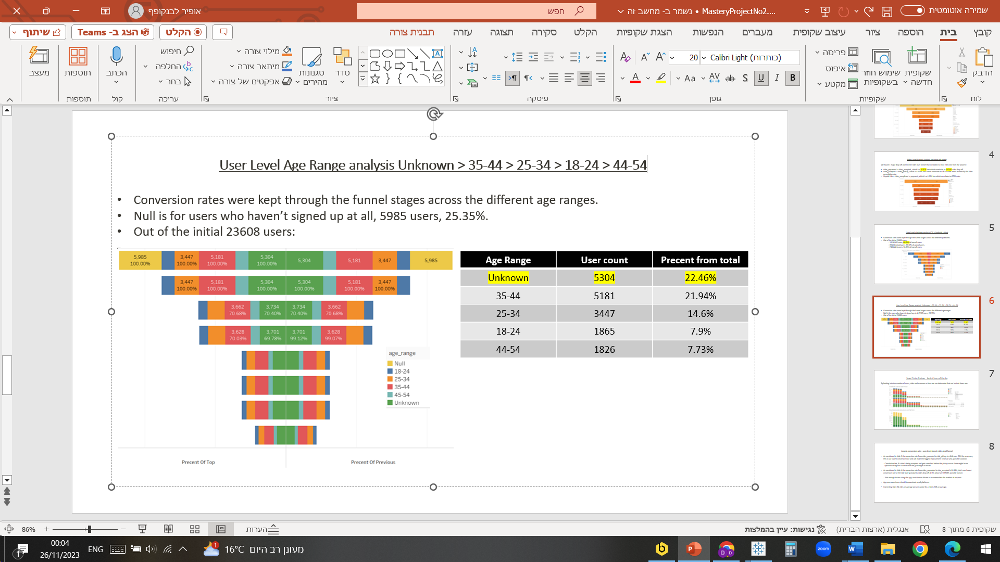 שמירה אוטומטית
MasteryProjectNo2.... • נשמר ב- מחשב זה
חפש
אופיר לבנקופף
קובץ
בית
הוספה
ציור
עיצוב שקופית
מעברים
הנפשות
הצגת שקופיות
הקלט
סקירה
תצוגה
עזרה
תבנית צורה
הקלט
הצג ב- Teams
שיתוף
הדבק
לוח
שקופית חדשה
שימוש חוזר בשקופיות
פריסה
איפוס
מקטע
שקופיות
Calibri Light (כותרות)
20
גופן
פיסקה
סדר
סגנונות מהירים
מילוי צורה
מיתאר צורה
אפקטים של צורה
ציור
חיפוש
החלפה
בחר
עריכה
הכתב
קול
תוספות
תוספות
מעצב
User Level Age Range analysis Unknown > 35-44 > 25-34 > 18-24 > 44-54
• Conversion rates were kept through the funnel stages across the different age ranges.
• Null is for users who haven’t signed up at all, 5985 users, 25.35%.
• Out of the initial 23608 users:
5,985 3,447 5,181 5,304 5,304 5,181 3,447 5,985
100.00% 100.00% 100.00% 100.00%
3,447 5,181 5,304 5,304 5,181 3,447
100.00% 100.00% 100.00% 100.00% 100.00% 100.00%
3,662 3,734 3,734 3,662
70.68% 70.40% 70.40% 70.68%
3,628 3,701 3,701 3,628
70.03% 69.78% 99.12% 99.07%
age_range
Null
18-24
25-34
35-44
45-54
Unknown
Precent Of Top Precent Of Previous
Age Range User count Precent from total
Unknown 5304 22.46%
35-44 5181 21.94%
25-34 3447 14.6%
18-24 1865 7.9%
44-54 1826 7.73%
4
5
6
7
8
שקופית 6 מתוך 8
אנגלית (ארצות הברית)
נגישות: עיין בהמלצות
הערות
86%
מעונן רב היום 16°C
ENG
00:04
26/11/2023